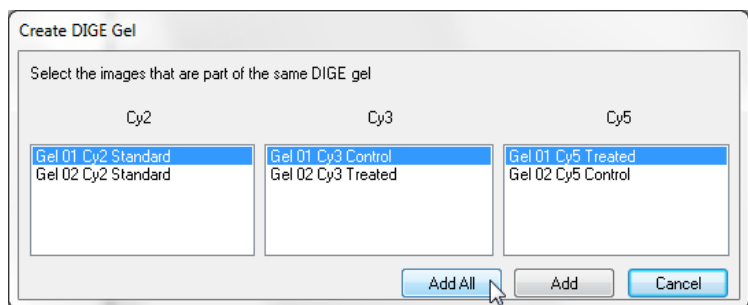 Create DIGE Gel
Select the images that are part of the same DIGE gel
Cy2 Cy3 Cy5
Gel 01 Cy2 Standard Gel 01 Cy3 Control Gel 01 Cy5 Treated
Gel 02 Cy2 Standard Gel 02 Cy3 Treated Gel 02 Cy5 Control
Add All Add Cancel